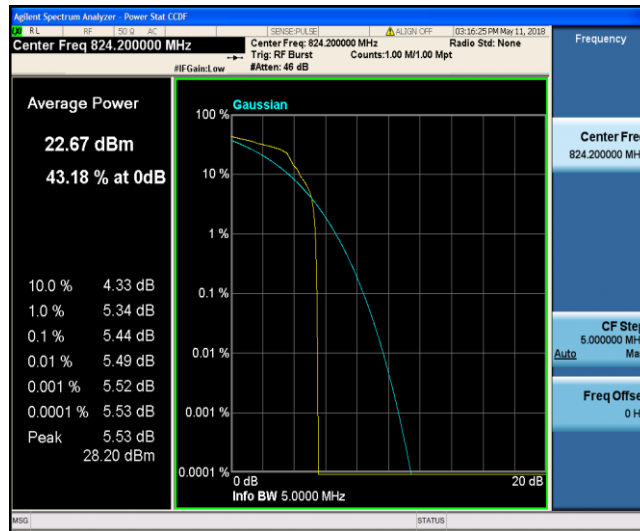 Agilent Spectrum Analyzer - Power Stat CCDF
RL RF 50 Ω AC SENSE:PULSE ALIGN OFF 03:16:25 PM May 11, 2018
Center Freq 824.200000 MHz
Center Freq: 824.200000 MHz Radio Std: None
Trig: RF Burst Counts:1.00 M/1.00 Mpt
#IFGain:Low #Atten: 46 dB
Frequency
Average Power
22.67 dBm
43.18 % at 0dB
10.0 % 4.33 dB
1.0 % 5.34 dB
0.1 % 5.44 dB
0.01 % 5.49 dB
0.001 % 5.52 dB
0.0001 % 5.53 dB
Peak 5.53 dB
28.20 dBm
Gaussian
100 %
10 %
1 %
0.1 %
0.01 %
0.001 %
0.0001 %
0 dB 20 dB
Info BW 5.0000 MHz
Center Fre
824.200000 MH
CF Step
5.000000 MH
Auto Ma
Freq Offse
0 H
MSG STATUS